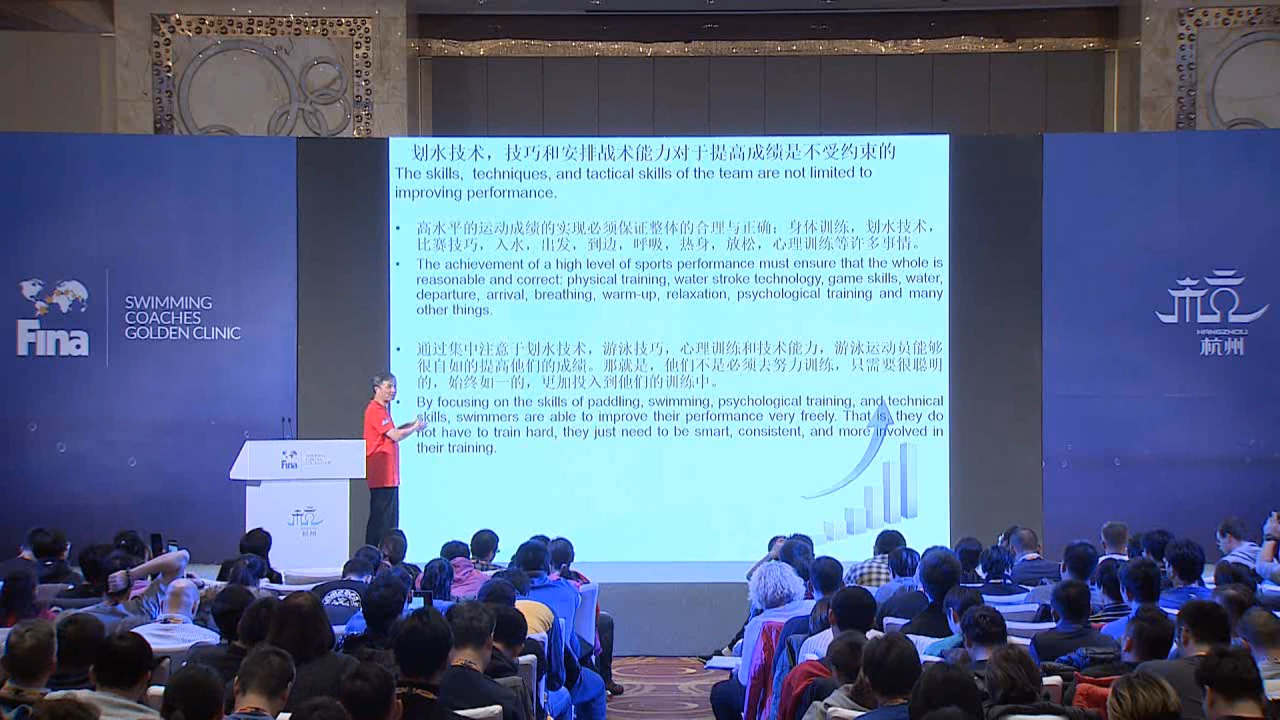 划水技术，技巧和安排战术能力对于提高成绩是不受约束的
The skills, techniques, and tactical skills of the team are not limited to
improving performance.
• 高水平的运动成绩的实现必须保证整体的合理与正确：身体训练，划水技术，
比赛技巧，入水，出发，到边，呼吸，热身，放松，心理训练等许多事情。
• The achievement of a high level of sports performance must ensure that the whole is
reasonable and correct: physical training, water stroke technology, game skills, water,
departure, arrival, breathing, warm-up, relaxation, psychological training and many
other things.
• 通过集中注意于划水技术，游泳技巧，心理训练和技术能力，游泳运动员能够
很自如的提高他们的成绩。那就是，他们不是必须去努力训练，只需要很聪明
的，始终如一的，更加投入到他们的训练中。
• By focusing on the skills of paddling, swimming, psychological training, and technical
skills, swimmers are able to improve their performance very freely. That is, they do
not have to train hard, they just need to be smart, consistent, and more involved in
their training.
Fina
SWIMMING
COACHES
GOLDEN CLINIC
HANGZHOU
杭州
Fina
杭州